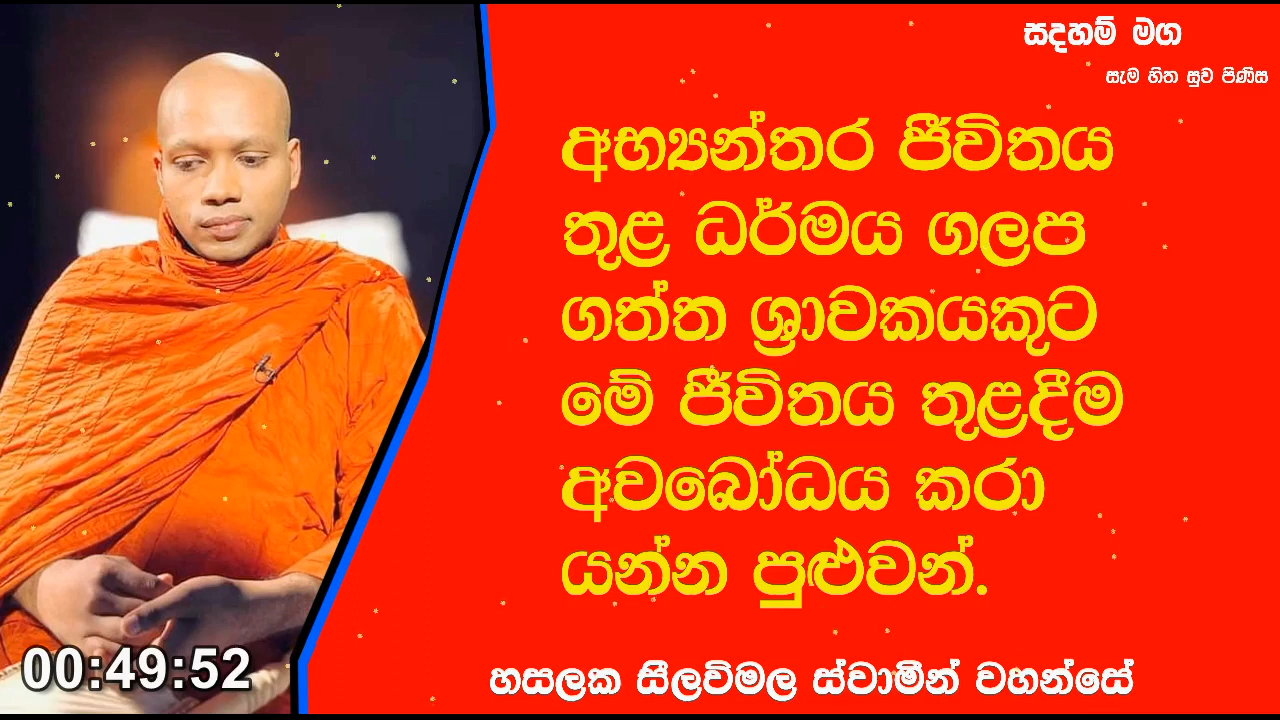 සදහම් මග
සැම හිත සුව පිණිස
අභ්‍යන්තර ජීවිතය
තුළ ධර්මය ගලප
ගත්ත ශ්‍රාවකයකුට
මේ ජීවිතය තුළදීම
අවබෝධය කරා
යන්න පුළුවන්.
00:49:52
හසලක සීලවිමල ස්වාමීන් වහන්සේ